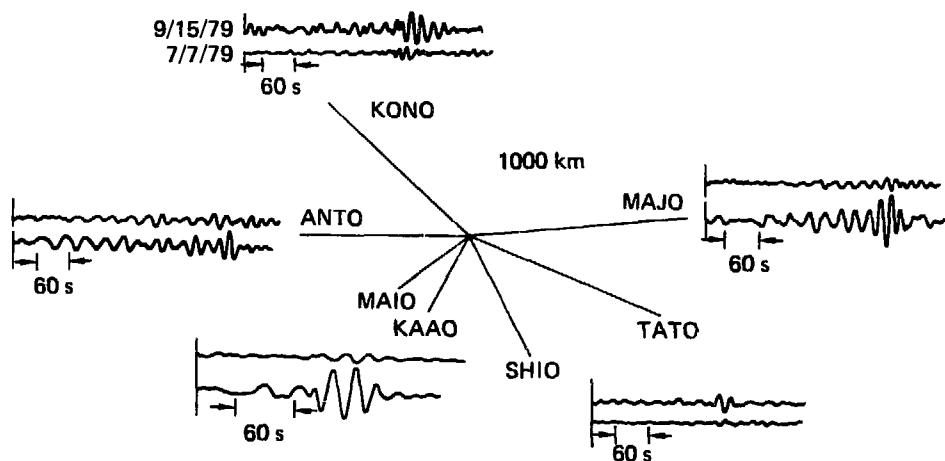 9/15/79
7/7/79
60 s
KONO
1000 km
MAJO
60 s
ANTO
60 s
MAIO
KAAO
TATO
SHIO
60 s
60 s